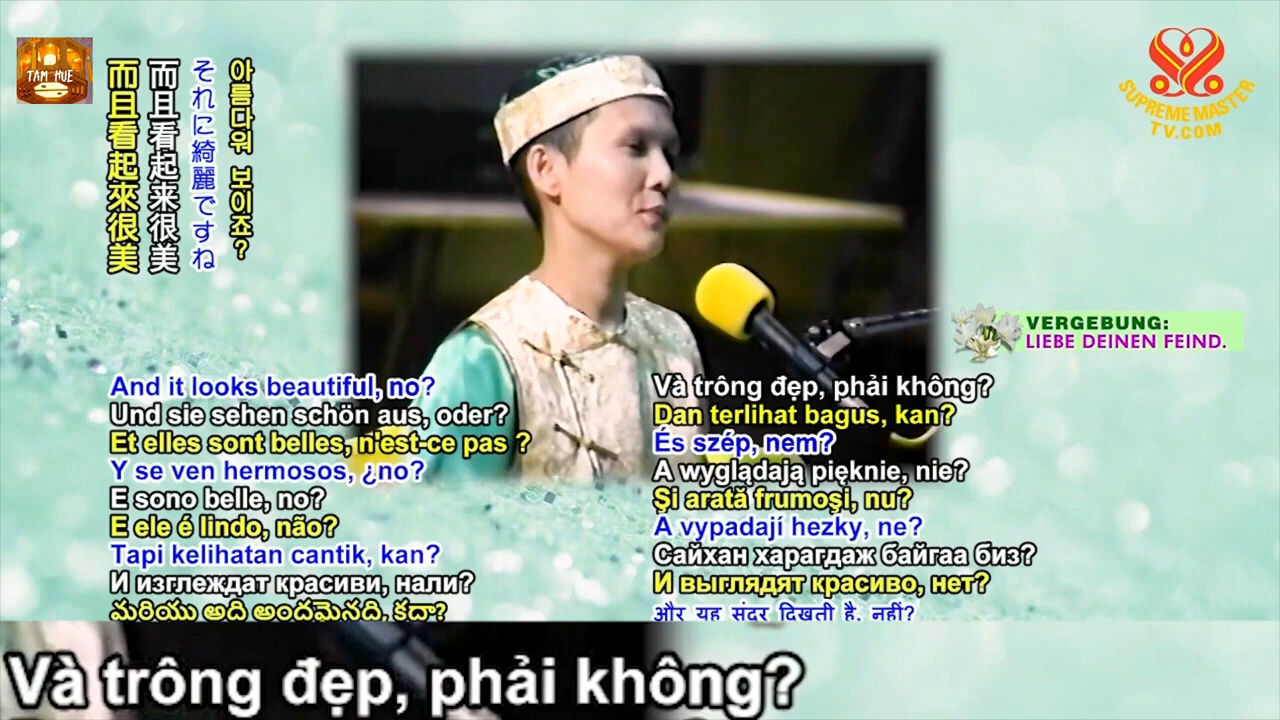 TAM HUE
而且看起來很美
而且看起来很美
それに綺麗ですね
아름다워 보이죠?
SUPREME MASTER
TV.COM
VERGEBUNG:
LIEBE DEINEN FEIND.
And it looks beautiful, no?
Und sie sehen schön aus, oder?
Et elles sont belles, n'est-ce pas ?
Y se ven hermosos, ¿no?
E sono belle, no?
E ele é lindo, não?
Tapi kelihatan cantik, kan?
И изглеждат красиви, нали?
మరియు అది అందమైనది, కదా?
Và trông đẹp, phải không?
Dan terlihat bagus, kan?
És szép, nem?
A wyglądają pięknie, nie?
Şi arată frumoşi, nu?
A vypadají hezky, ne?
Сайхан харагдаж байгаа биз?
И выглядят красиво, нет?
और यह सुंदर दिखती है, नहीं?
Và trông đẹp, phải không?